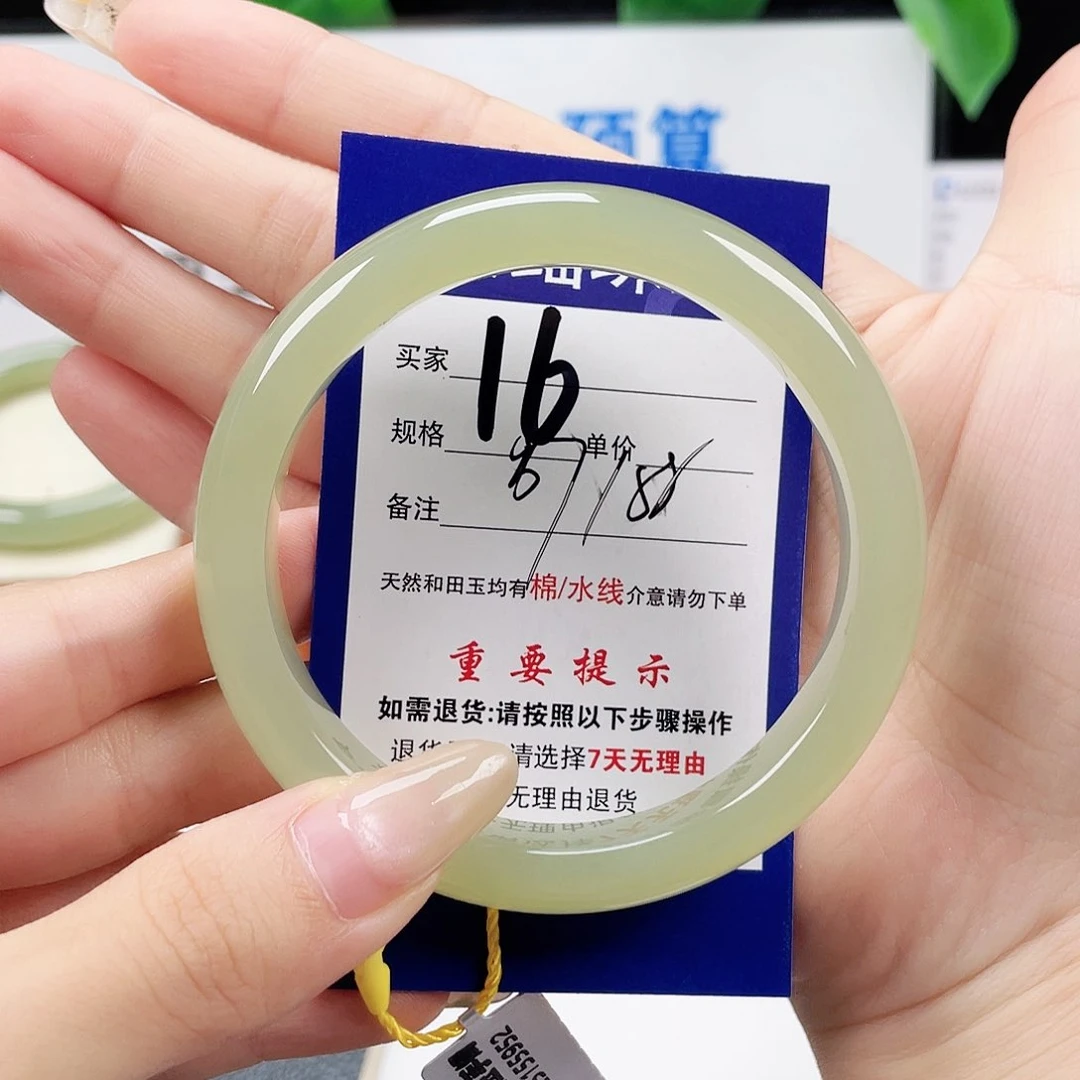 预算
买家 16
规格 单价
备注
天然和田玉均有棉/水线介意请勿下单
重要提示
如需退货:请按照以下步骤操作
退货 请选择7天无理由
无理由退货
3155952